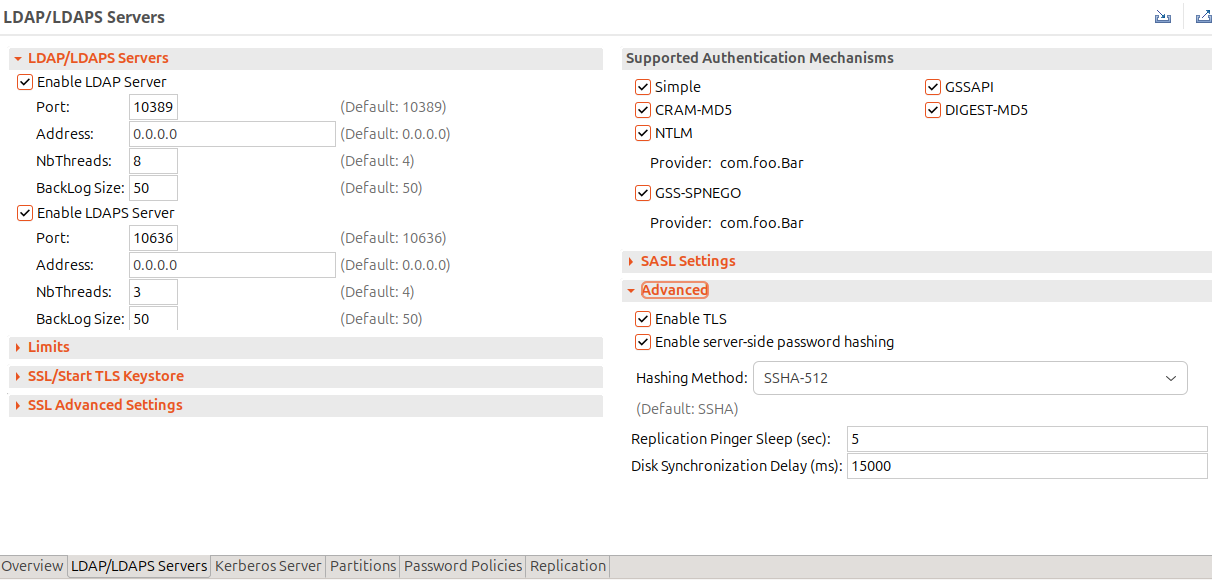 LDAP/LDAPS Servers
LDAP/LDAPS Servers
Enable LDAP Server
Port: 10389 (Default: 10389)
Address: 0.0.0.0 (Default: 0.0.0.0)
NbThreads: 8 (Default: 4)
BackLog Size: 50 (Default: 50)
Enable LDAPS Server
Port: 10636 (Default: 10636)
Address: 0.0.0.0 (Default: 0.0.0.0)
NbThreads: 3 (Default: 4)
BackLog Size: 50 (Default: 50)
Limits
SSL/Start TLS Keystore
SSL Advanced Settings
Supported Authentication Mechanisms
Simple GSSAPI
CRAM-MD5 DIGEST-MD5
NTLM
Provider: com.foo.Bar
GSS-SPNEGO
Provider: com.foo.Bar
SASL Settings
Advanced
Enable TLS
Enable server-side password hashing
Hashing Method: SSHA-512
(Default: SSHA)
Replication Pinger Sleep (sec): 5
Disk Synchronization Delay (ms): 15000
Overview LDAP/LDAPS Servers Kerberos Server Partitions Password Policies Replication